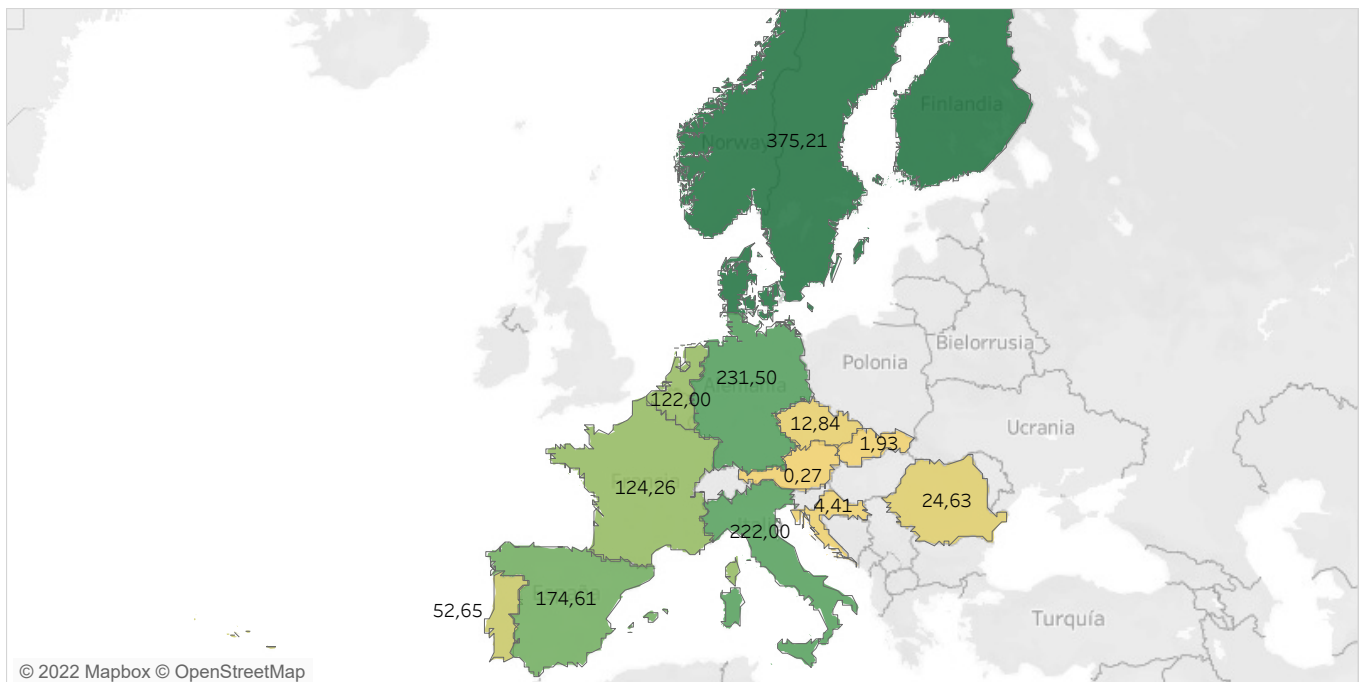 Finlandia
Norway
375,21
Polonia
Bielorrusia
231,50
Alemania
122,00
12,84
Ucrania
1,93
0,27
124,26
24,63
4,41
222,00
174,61
52,65
Turquía
© 2022 Mapbox © OpenStreetMap